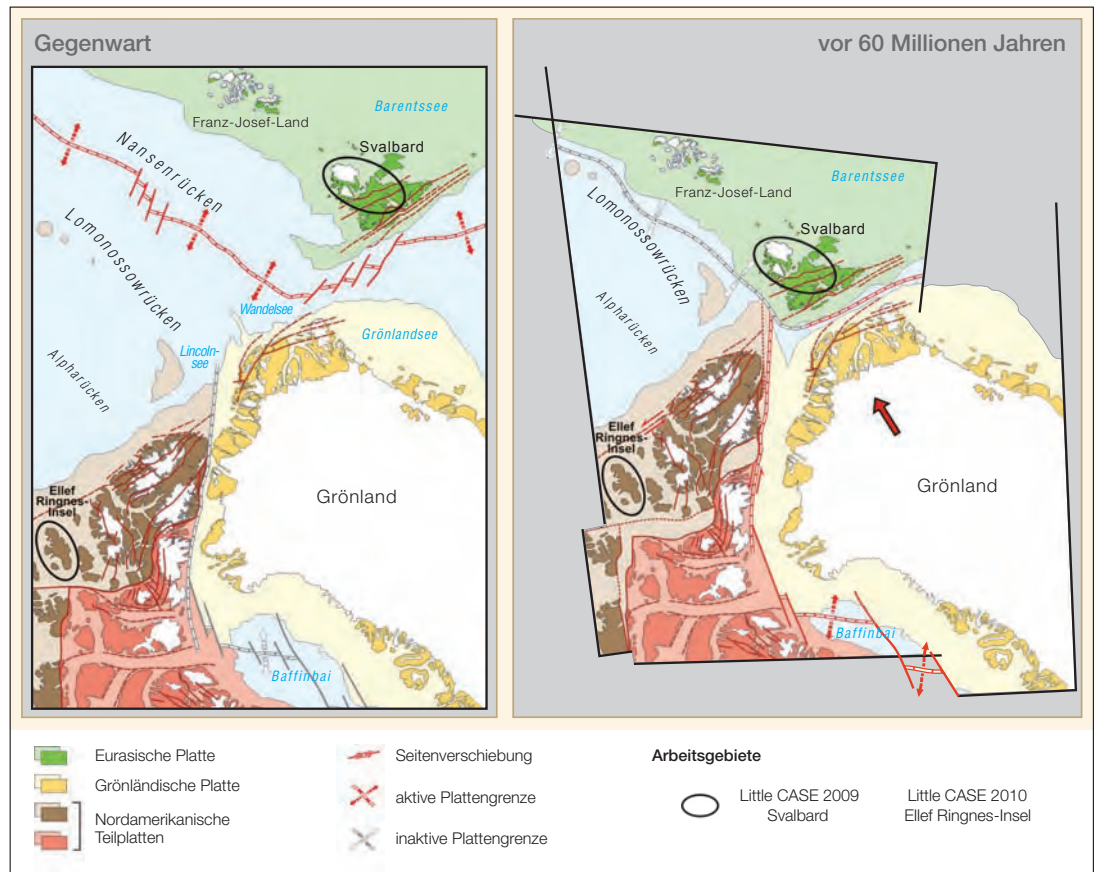 Gegenwart
Franz-Josef-Land
Barentssee
Svalbard
Nansenrücken
Lomonossowrücken
Wandelsee
Grönlandsee
Lincoln-
see
Alpharücken
Ellef
Ringnes-
Insel
Grönland
Baffinbai
vor 60 Millionen Jahren
Franz-Josef-Land
Barentssee
Svalbard
Lomonossowrücken
Alpharücken
Ellef
Ringnes-
Insel
Grönland
Baffinbai
Eurasische Platte
Grönländische Platte
Nordamerikanische
Teilplatten
Seitenverschiebung
aktive Plattengrenze
inaktive Plattengrenze
Arbeitsgebiete
Little CASE 2009
Svalbard
Little CASE 2010
Ellef Ringnes-Insel